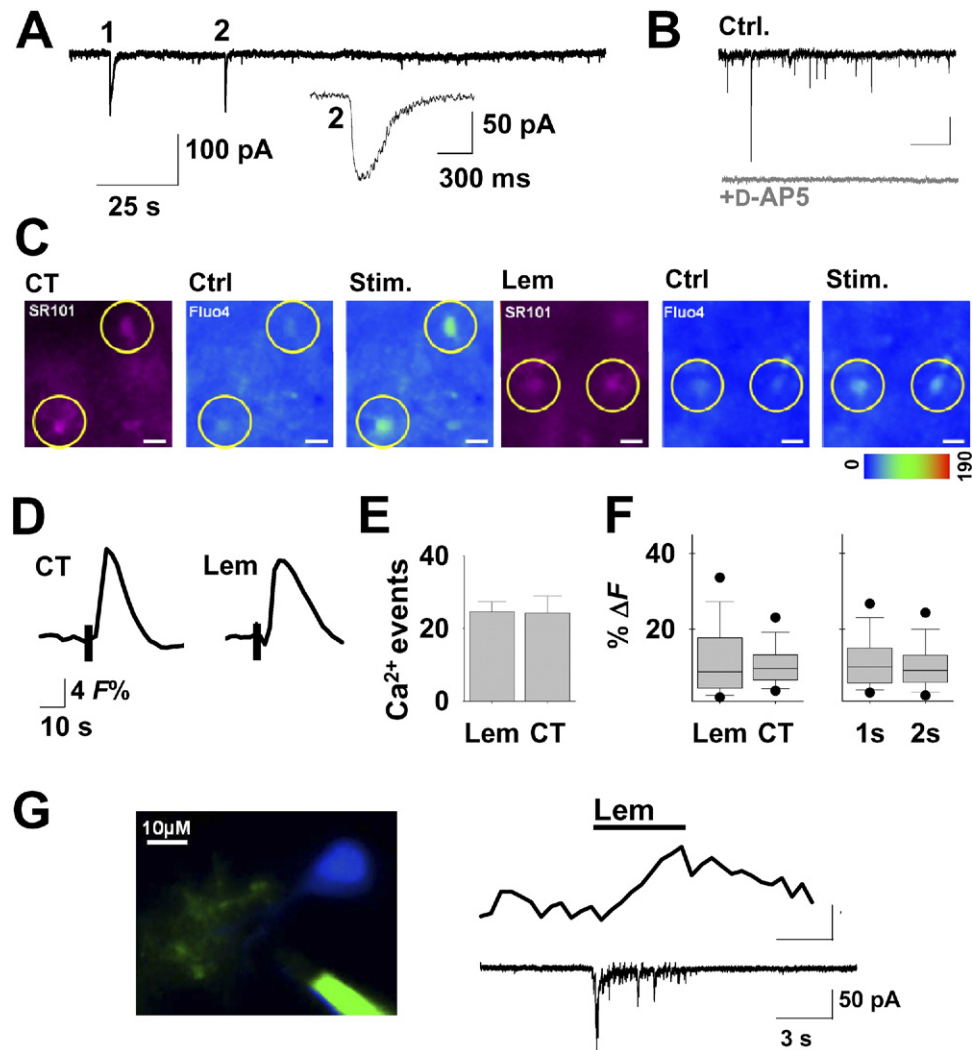 A
1
2
2
100 pA
25 s
50 pA
300 ms
B
Ctrl.
+D-AP5
C
CT
Ctrl
Stim.
Lem
Ctrl
Stim.
SR101
Fluo4
SR101
Fluo4
0
190
D
CT
Lem
4 F%
10 s
E
Ca2+ events
40
20
0
Lem CT
F
% ΔF
40
20
Lem CT
40
20
1s 2s
G
10µM
Lem
50 pA
3 s